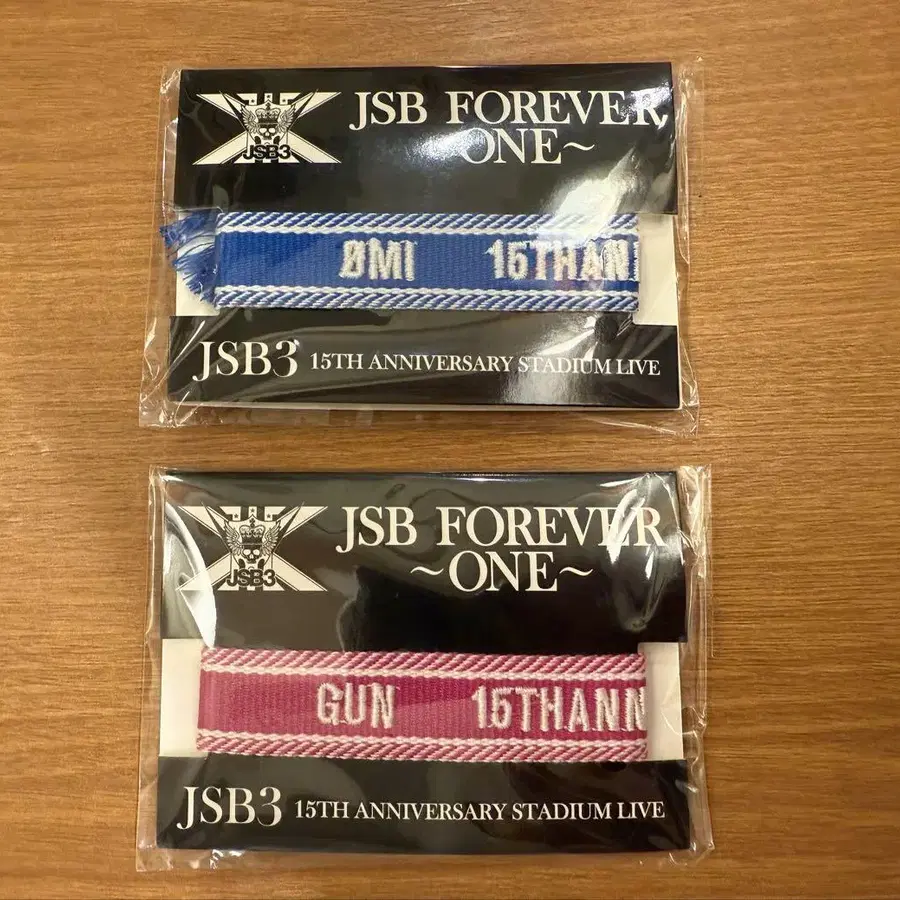 JSB FOREVER
ONE~
JSB3
ØMI 15THANN
JSB3 15TH ANNIVERSARY STADIUM LIVE
JSB FOREVER
~ONE~
JSB3
GUN 15THANN
JSB3 15TH ANNIVERSARY STADIUM LIVE